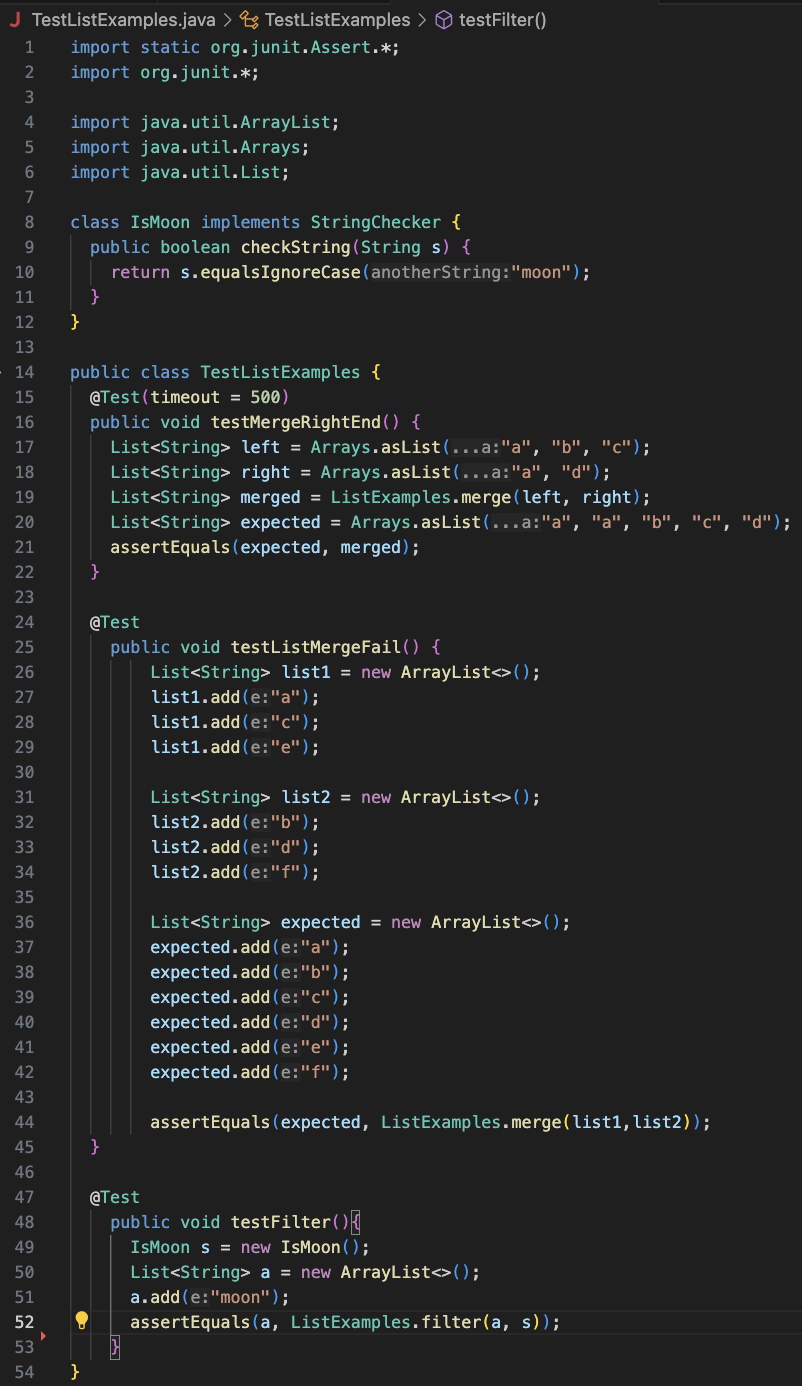 TestListExamples.java > TestListExamples > testFilter()
1 import static org.junit.Assert.*;
2 import org.junit.*;
3
4 import java.util.ArrayList;
5 import java.util.Arrays;
6 import java.util.List;
7
8 class IsMoon implements StringChecker {
9 public boolean checkString(String s) {
10 return s.equalsIgnoreCase(anotherString:"moon");
11 }
12 }
13
14 public class TestListExamples {
15 @Test(timeout = 500)
16 public void testMergeRightEnd() {
17 List<String> left = Arrays.asList(...a:"a", "b", "c");
18 List<String> right = Arrays.asList(...a:"a", "d");
19 List<String> merged = ListExamples.merge(left, right);
20 List<String> expected = Arrays.asList(...a:"a", "a", "b", "c", "d");
21 assertEquals(expected, merged);
22 }
23
24 @Test
25 public void testListMergeFail() {
26 List<String> list1 = new ArrayList<>();
27 list1.add(e:"a");
28 list1.add(e:"c");
29 list1.add(e:"e");
30
31 List<String> list2 = new ArrayList<>();
32 list2.add(e:"b");
33 list2.add(e:"d");
34 list2.add(e:"f");
35
36 List<String> expected = new ArrayList<>();
37 expected.add(e:"a");
38 expected.add(e:"b");
39 expected.add(e:"c");
40 expected.add(e:"d");
41 expected.add(e:"e");
42 expected.add(e:"f");
43
44 assertEquals(expected, ListExamples.merge(list1,list2));
45 }
46
47 @Test
48 public void testFilter(){
49 IsMoon s = new IsMoon();
50 List<String> a = new ArrayList<>();
51 a.add(e:"moon");
52 assertEquals(a, ListExamples.filter(a, s));
53 }
54 }